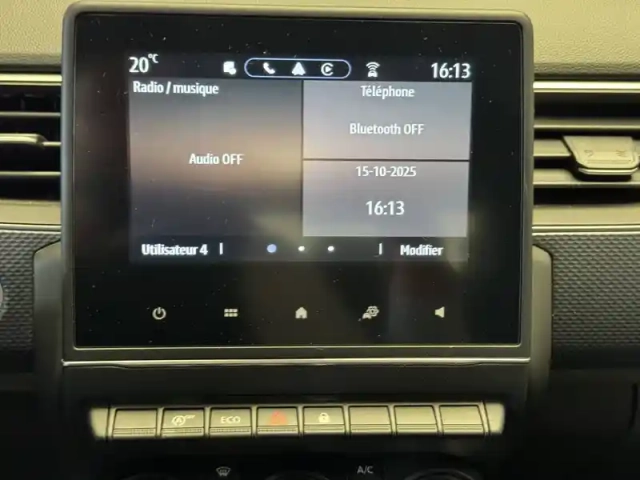 20°C
16:13
Radio / musique
Audio OFF
Téléphone
Bluetooth OFF
15-10-2025
16:13
Utilisateur 4
Modifier
ECO
A/C